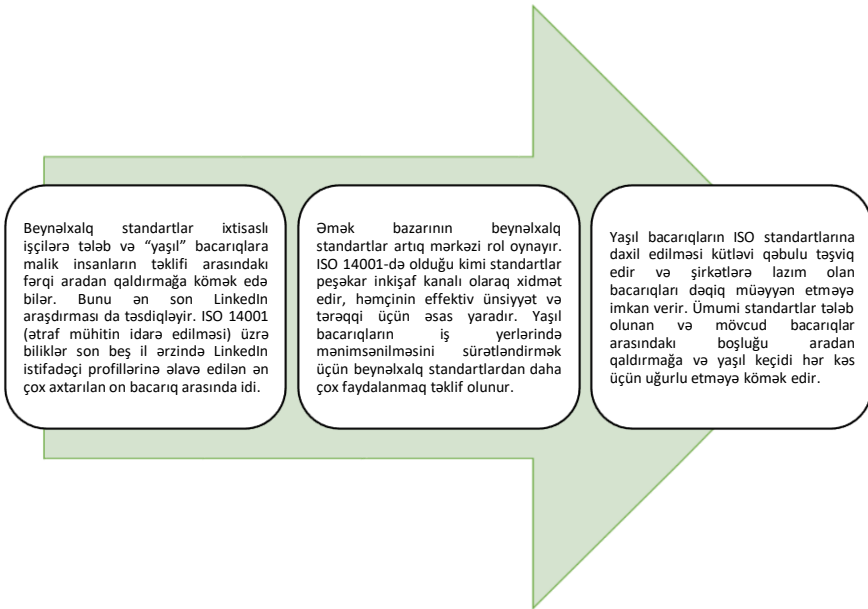 Beynəlxalq standartlar ixtisaslı
işçilərə tələb və “yaşıl” bacarıqlara
malik insanların təklifi arasındakı
fərqi aradan qaldırmağa kömək edə
bilər. Bunu ən son LinkedIn
araşdırması da təsdiqləyir. ISO 14001
(ətraf mühitin idarə edilməsi) üzrə
biliklər son beş il ərzində LinkedIn
istifadəçi profillərinə əlavə edilən ən
çox axtarılan on bacarıq arasında idi.
Əmək bazarının beynəlxalq
standartlar artıq mərkəzi rol oynayır.
ISO 14001-də olduğu kimi standartlar
peşəkar inkişaf kanalı olaraq xidmət
edir, həmçinin effektiv ünsiyyət və
tərəqqi üçün əsas yaradır. Yaşıl
bacarıqların iş yerlərində
mənimsənilməsini sürətləndirmək
üçün beynəlxalq standartlardan daha
çox faydalanmaq təklif olunur.
Yaşıl bacarıqların ISO standartlarına
daxil edilməsi kütləvi qəbulu təşviq
edir və şirkətlərə lazım olan
bacarıqları dəqiq müəyyən etməyə
imkan verir. Ümumi standartlar tələb
olunan və mövcud bacarıqlar
arasındakı boşluğu aradan
qaldırmağa və yaşıl keçidi hər kəs
üçün uğurlu etməyə kömək edir.